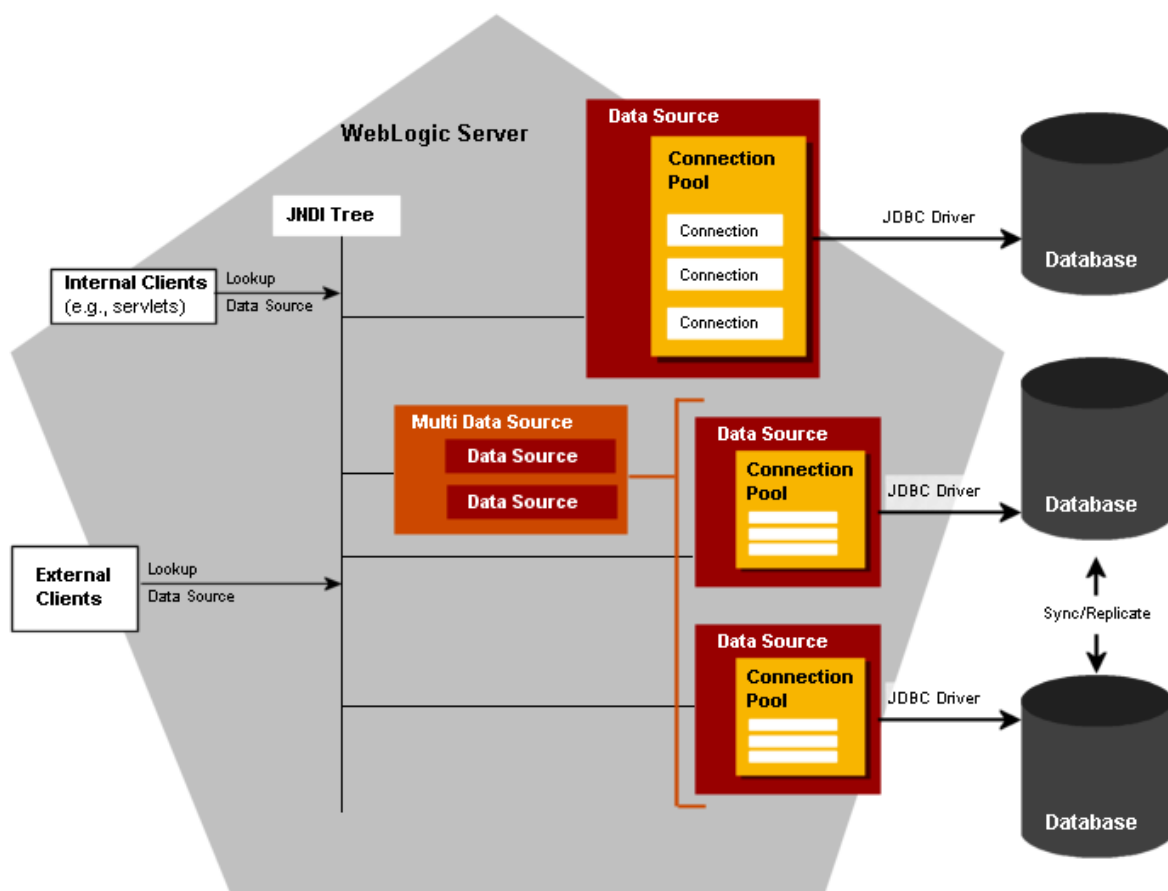 WebLogic Server
Data Source
Connection
Pool
Connection
Connection
Connection
JDBC Driver
Database
JNDI Tree
Internal Clients
(e.g., servlets)
Lookup
Data Source
Multi Data Source
Data Source
Data Source
Data Source
Connection
Pool
JDBC Driver
Database
External
Clients
Lookup
Data Source
Sync/Replicate
Data Source
Connection
Pool
JDBC Driver
Database